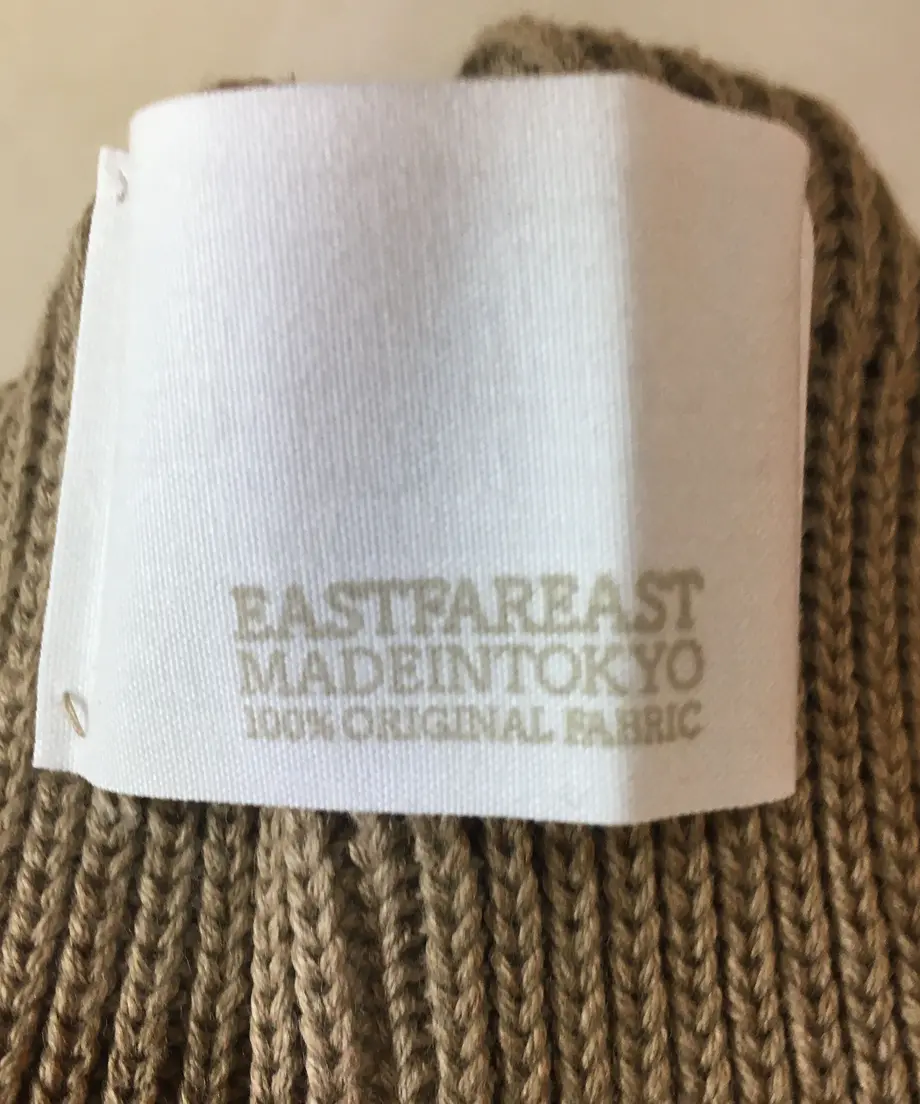 EASTFAREAST
MADEINTOKYO
100% ORIGINAL FABRIC